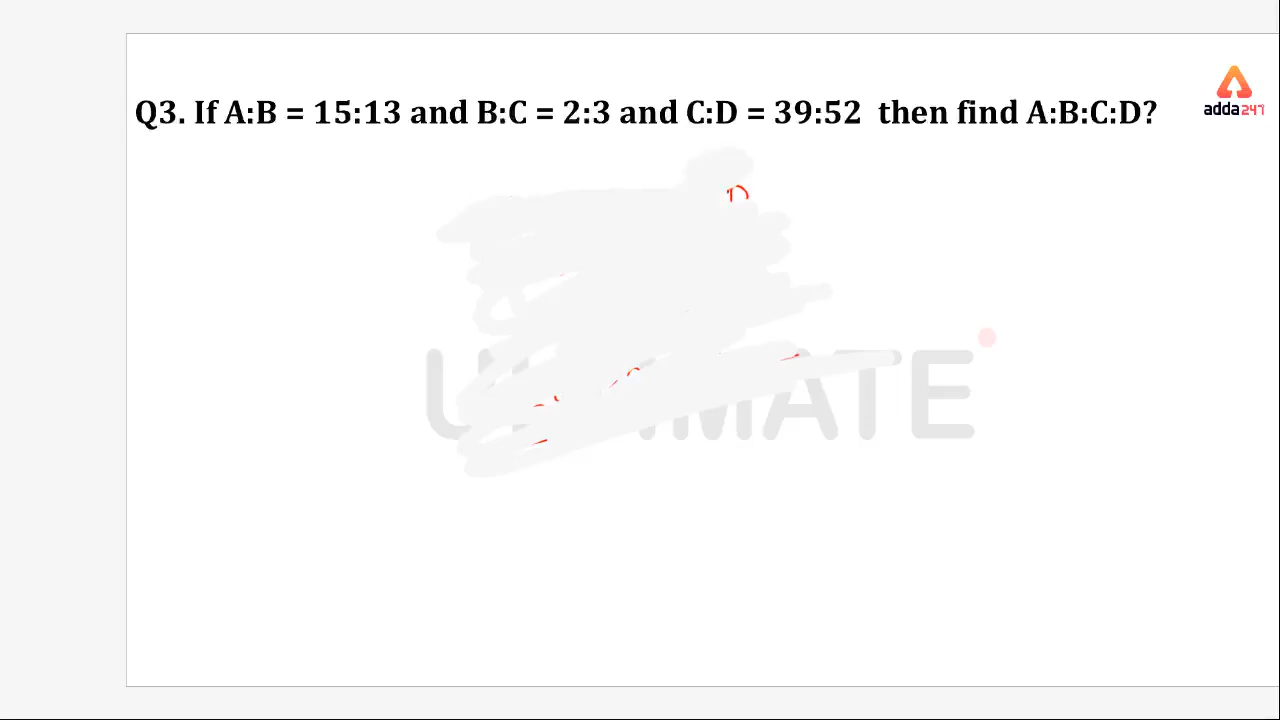 Q3. If A:B = 15:13 and B:C = 2:3 and C:D = 39:52 then find A:B:C:D?
adda247
D